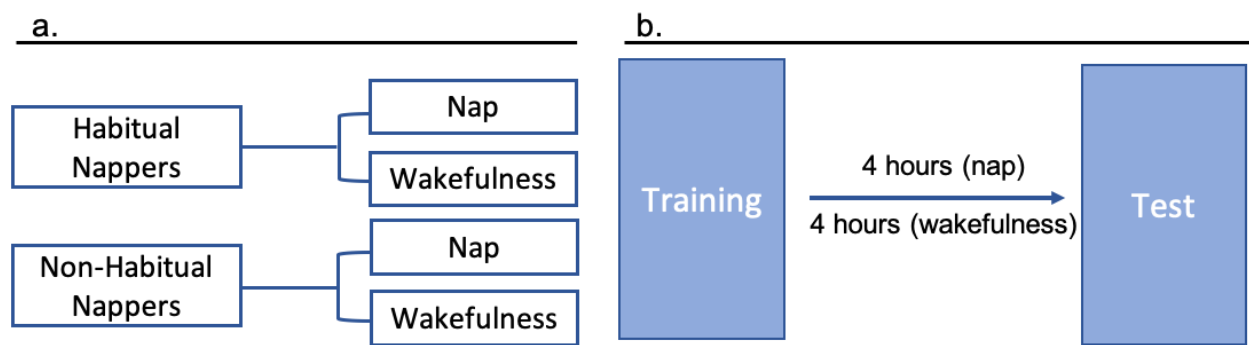 a.
Habitual
Nappers
Nap
Wakefulness
Non-Habitual
Nappers
Nap
Wakefulness
b.
Training
4 hours (nap)
4 hours (wakefulness)
Test